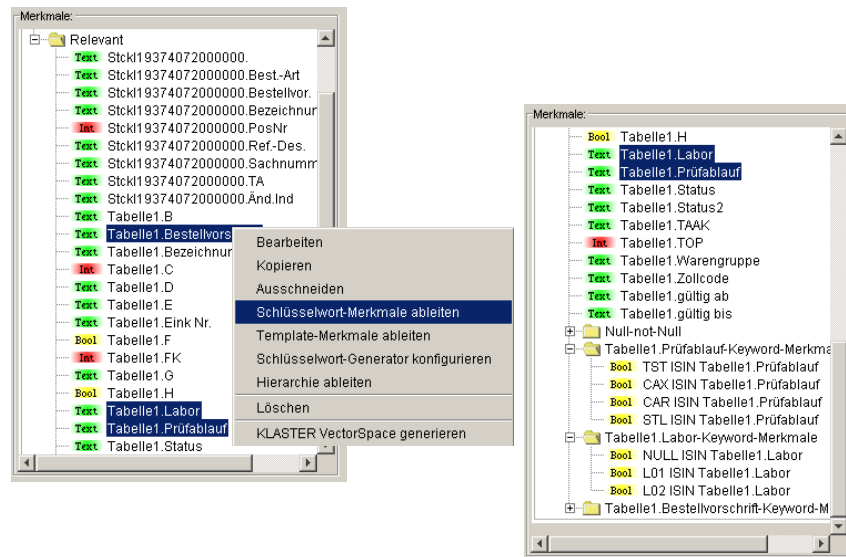 Merkmale:
Relevant
Text Stckl19374072000000.
Text Stckl19374072000000.Best.-Art
Text Stckl19374072000000.Bestellvor.
Text Stckl19374072000000.Bezeichnur
Int Stckl19374072000000.PosNr
Text Stckl19374072000000.Ref.-Des.
Text Stckl19374072000000.Sachnumm
Text Stckl19374072000000.TA
Text Stckl19374072000000.Änd.Ind
Text Tabelle1.B
Text Tabelle1.Bestellvors
Text Tabelle1.Bezeichnur
Int Tabelle1.C
Text Tabelle1.D
Text Tabelle1.E
Text Tabelle1.Eink Nr.
Bool Tabelle1.F
Int Tabelle1.FK
Text Tabelle1.G
Bool Tabelle1.H
Text Tabelle1.Labor
Text Tabelle1.Prüfablauf
Text Tabelle1.Status
Bearbeiten
Kopieren
Ausschneiden
Schlüsselwort-Merkmale ableiten
Template-Merkmale ableiten
Schlüsselwort-Generator konfigurieren
Hierarchie ableiten
Löschen
KLASTER VectorSpace generieren
Merkmale:
Bool Tabelle1.H
Text Tabelle1.Labor
Text Tabelle1.Prüfablauf
Text Tabelle1.Status
Text Tabelle1.Status2
Text Tabelle1.TAAK
Int Tabelle1.TOP
Text Tabelle1.Warengruppe
Text Tabelle1.Zollcode
Text Tabelle1.gültig ab
Text Tabelle1.gültig bis
Null-not-Null
Tabelle1.Prüfablauf-Keyword-Merkma
Bool TST ISIN Tabelle1.Prüfablauf
Bool CAX ISIN Tabelle1.Prüfablauf
Bool CAR ISIN Tabelle1.Prüfablauf
Bool STL ISIN Tabelle1.Prüfablauf
Tabelle1.Labor-Keyword-Merkmale
Bool NULL ISIN Tabelle1.Labor
Bool L01 ISIN Tabelle1.Labor
Bool L02 ISIN Tabelle1.Labor
Tabelle1.Bestellvorschrift-Keyword-M